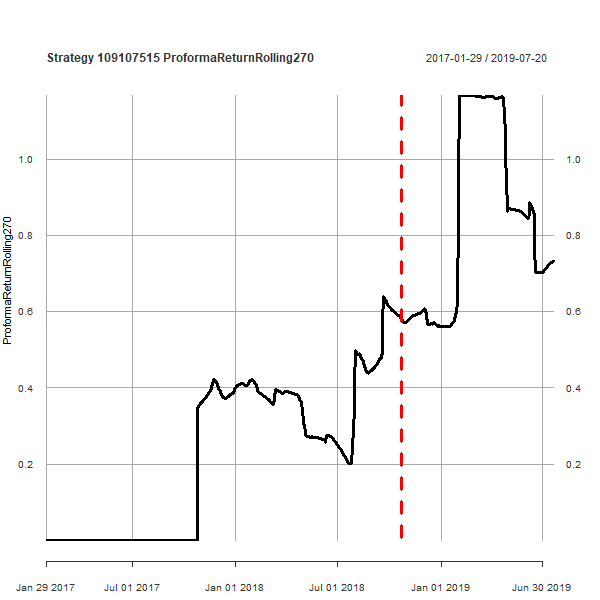 Strategy 109107515 ProformaReturnRolling270
2017-01-29 / 2019-07-20
ProformaReturnRolling270
1.0 1.0
0.8 0.8
0.6 0.6
0.4 0.4
0.2 0.2
Jan 29 2017 Jul 01 2017 Jan 01 2018 Jul 01 2018 Jan 01 2019 Jun 30 2019